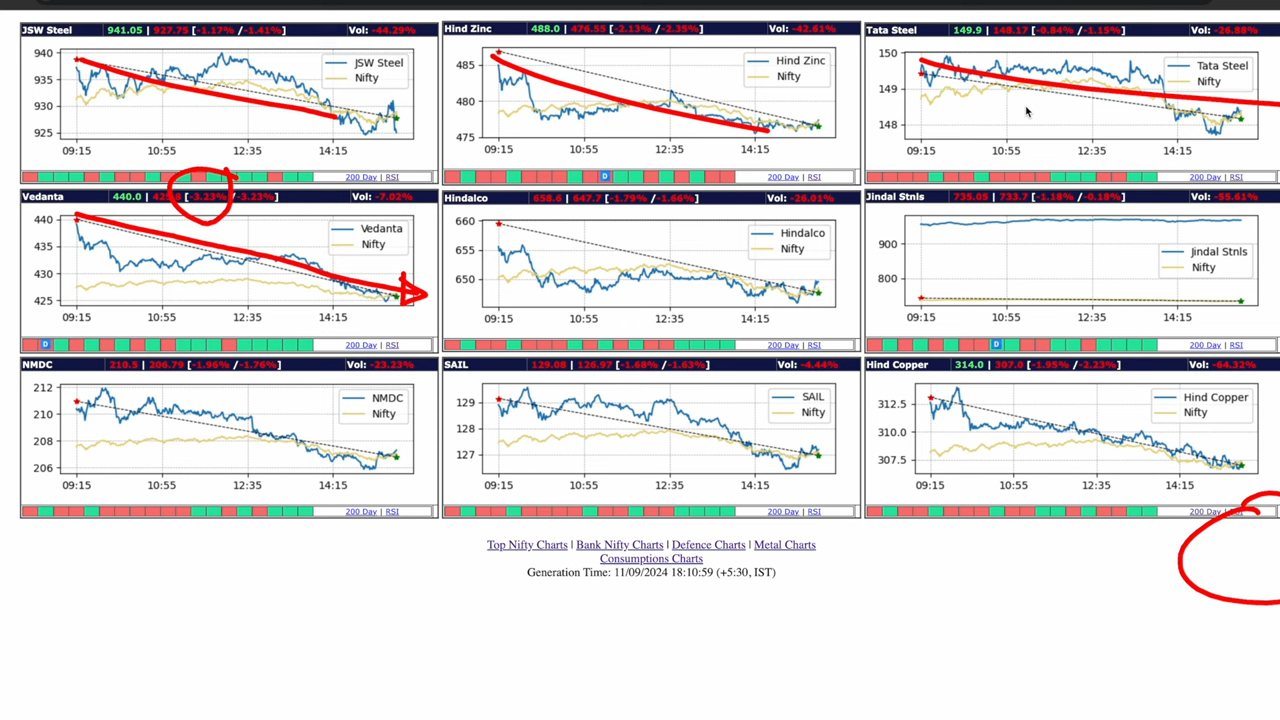 JSW Steel 941.05 | 927.75 [-1.17% /-1.41%] Vol: -44.29%
940
935
930
925
JSW Steel
Nifty
09:15 10:55 12:35 14:15
200 Day | RSI
Hind Zinc 488.0 | 476.55 [-2.13% /-2.35%] Vol: -42.61%
485
480
475
Hind Zinc
Nifty
09:15 10:55 12:35 14:15
D
200 Day | RSI
Tata Steel 149.9 | 148.17 [-0.84% /-1.15%] Vol: -26.88%
150
149
148
Tata Steel
Nifty
09:15 10:55 12:35 14:15
200 Day | RSI
Vedanta 440.0 | [-3.23% /-3.23%] Vol: -7.02%
440
435
430
425
Vedanta
Nifty
09:15 10:55 12:35 14:15
D
200 Day | RSI
Hindalco 658.6 | 647.7 [-1.79% /-1.66%] Vol: -26.01%
660
655
650
Hindalco
Nifty
09:15 10:55 12:35 14:15
200 Day | RSI
Jindal Stnls 735.05 | 733.7 [-1.18% /-0.18%] Vol: -55.61%
900
800
Jindal Stnls
Nifty
09:15 10:55 12:35 14:15
D
200 Day | RSI
NMDC 210.5 | 206.79 [-1.96% /-1.76%] Vol: -23.23%
212
210
208
206
NMDC
Nifty
09:15 10:55 12:35 14:15
200 Day | RSI
SAIL 129.08 | 126.97 [-1.68% /-1.63%] Vol: -4.44%
129
128
127
SAIL
Nifty
09:15 10:55 12:35 14:15
200 Day | RSI
Hind Copper 314.0 | 307.0 [-1.95% /-2.23%] Vol: -64.32%
312.5
310.0
307.5
Hind Copper
Nifty
09:15 10:55 12:35 14:15
200 Day | RSI
Top Nifty Charts | Bank Nifty Charts | Defence Charts | Metal Charts
Consumptions Charts
Generation Time: 11/09/2024 18:10:59 (+5:30, IST)